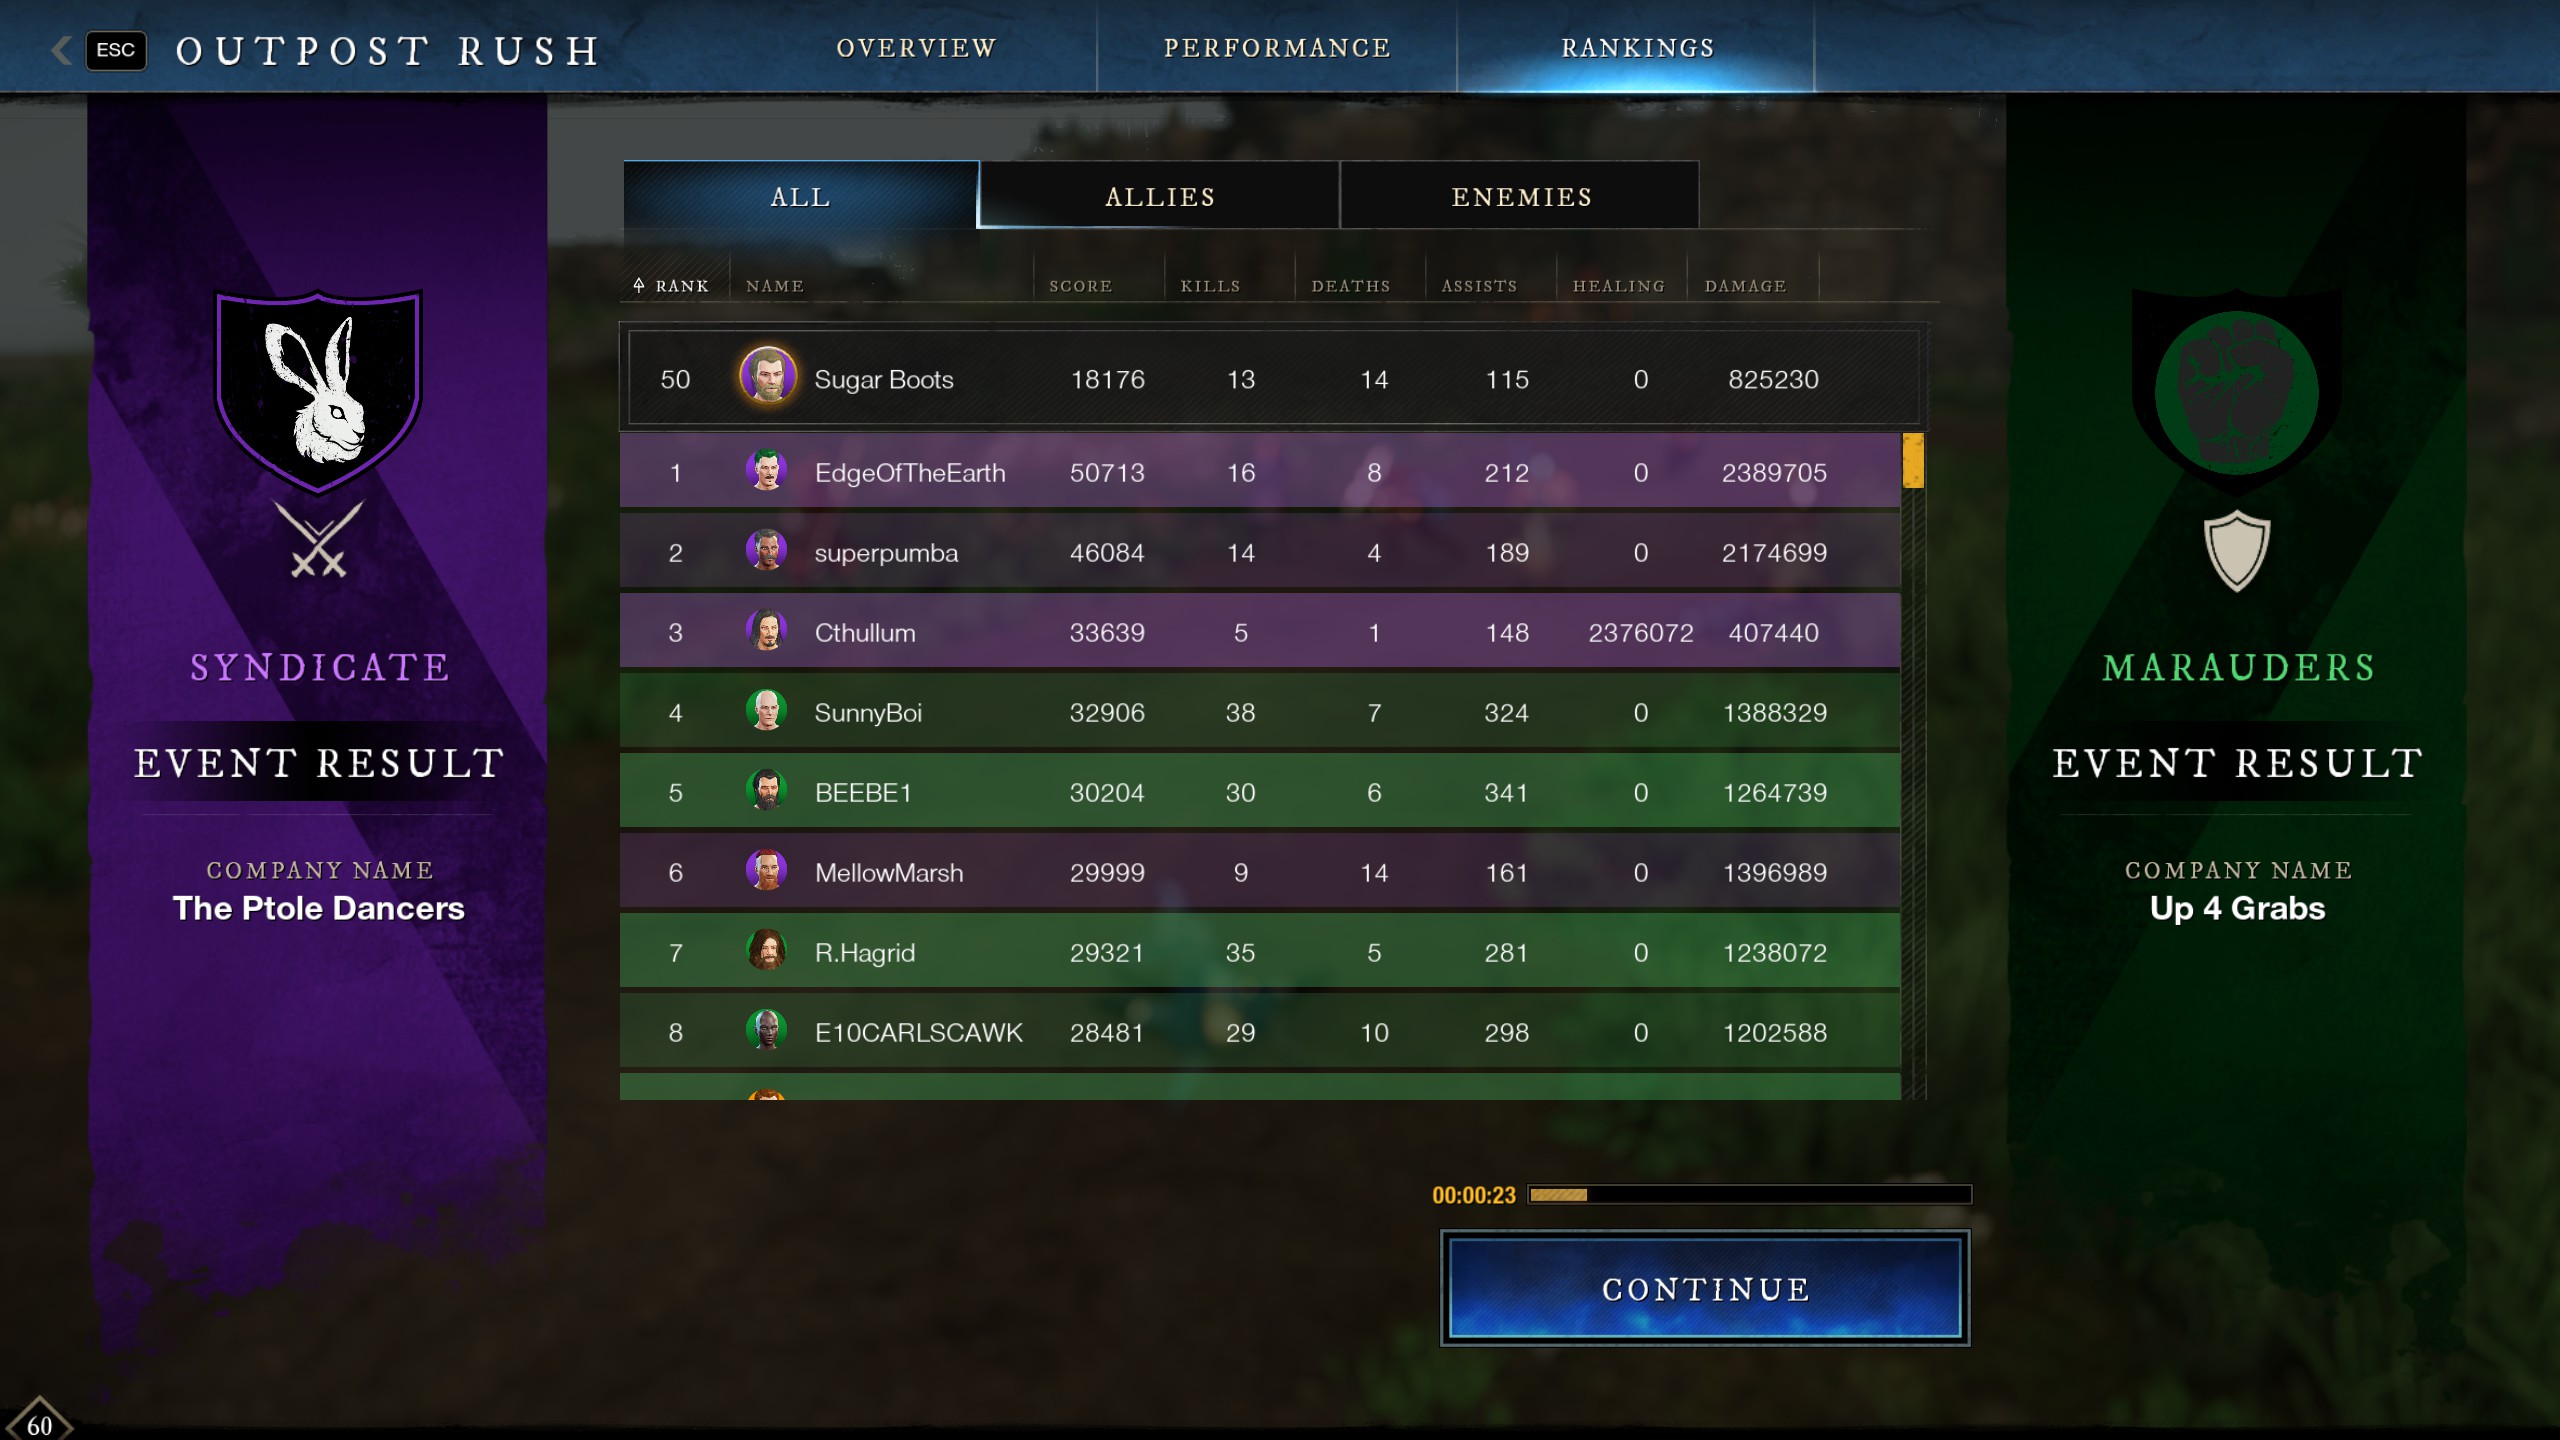 ESC OUTPOST RUSH OVERVIEW PERFORMANCE RANKINGS
ALL ALLIES ENEMIES
RANK NAME SCORE KILLS DEATHS ASSISTS HEALING DAMAGE
50 Sugar Boots 18176 13 14 115 0 825230
1 EdgeOfTheEarth 50713 16 8 212 0 2389705
2 superpumba 46084 14 4 189 0 2174699
3 Cthullum 33639 5 1 148 2376072 407440
4 SunnyBoi 32906 38 7 324 0 1388329
5 BEEBE1 30204 30 6 341 0 1264739
6 MellowMarsh 29999 9 14 161 0 1396989
7 R.Hagrid 29321 35 5 281 0 1238072
8 E10CARLSCAWK 28481 29 10 298 0 1202588
SYNDICATE
EVENT RESULT
COMPANY NAME
The Ptole Dancers
MARAUDERS
EVENT RESULT
COMPANY NAME
Up 4 Grabs
00:00:23
CONTINUE
60